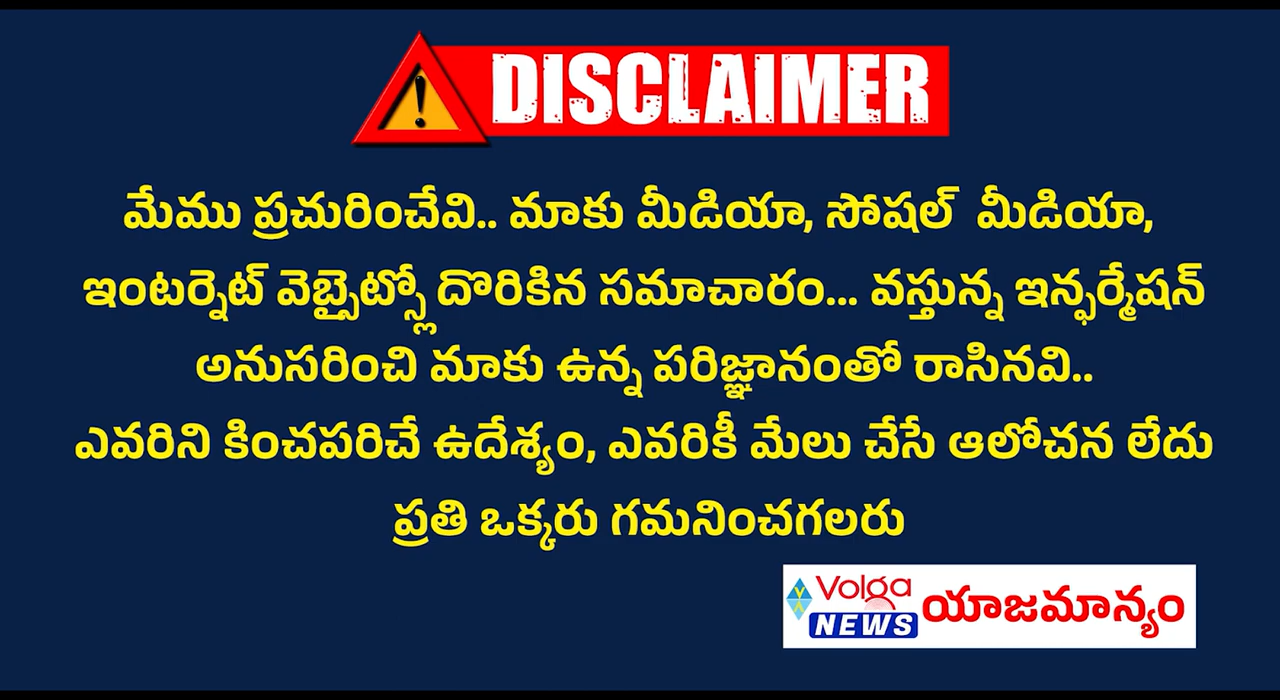 DISCLAIMER
మేము ప్రచురించేవి.. మాకు మీడియా, సోషల్ మీడియా,
ఇంటర్నెట్ వెబ్సైట్స్లో దొరికిన సమాచారం... వస్తున్న ఇన్ఫర్మేషన్
అనుసరించి మాకు ఉన్న పరిజ్ఞానంతో రాసినవి..
ఎవరిని కించపరిచే ఉదేశ్యం, ఎవరికీ మేలు చేసే ఆలోచన లేదు
ప్రతి ఒక్కరు గమనించగలరు
Volga
NEWS యాజమాన్యం